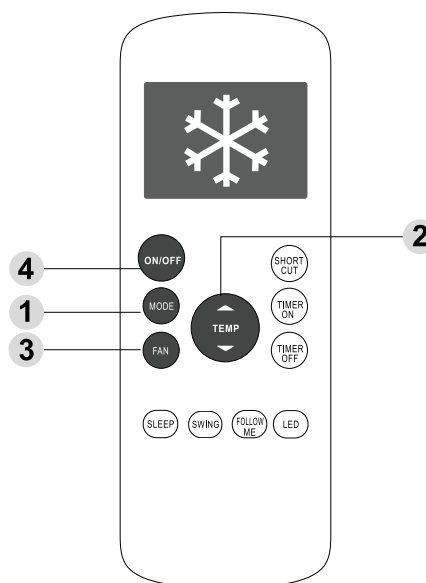 2
ON/OFF
SHORT
CUT
4
1
MODE
TIMER
ON
TEMP
3
FAN
TIMER
OFF
SLEEP
SWING
FOLLOW
ME
LED